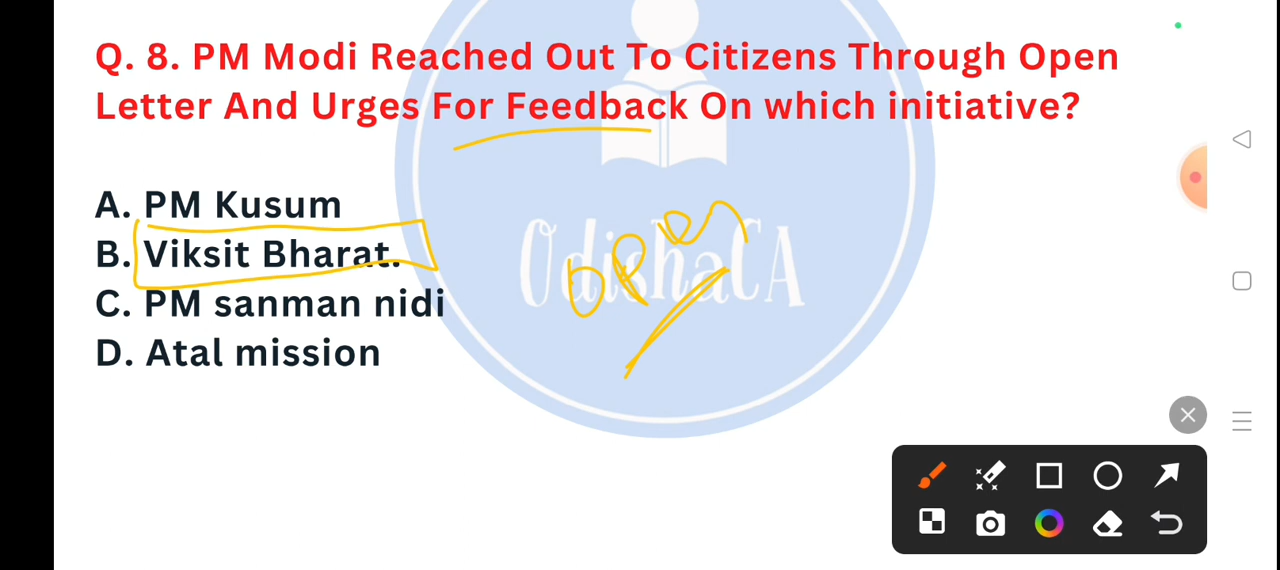 Q. 8. PM Modi Reached Out To Citizens Through Open
Letter And Urges For Feedback On which initiative?
A. PM Kusum
B. Viksit Bharat.
C. PM sanman nidi
D. Atal mission
OdishaCA
open